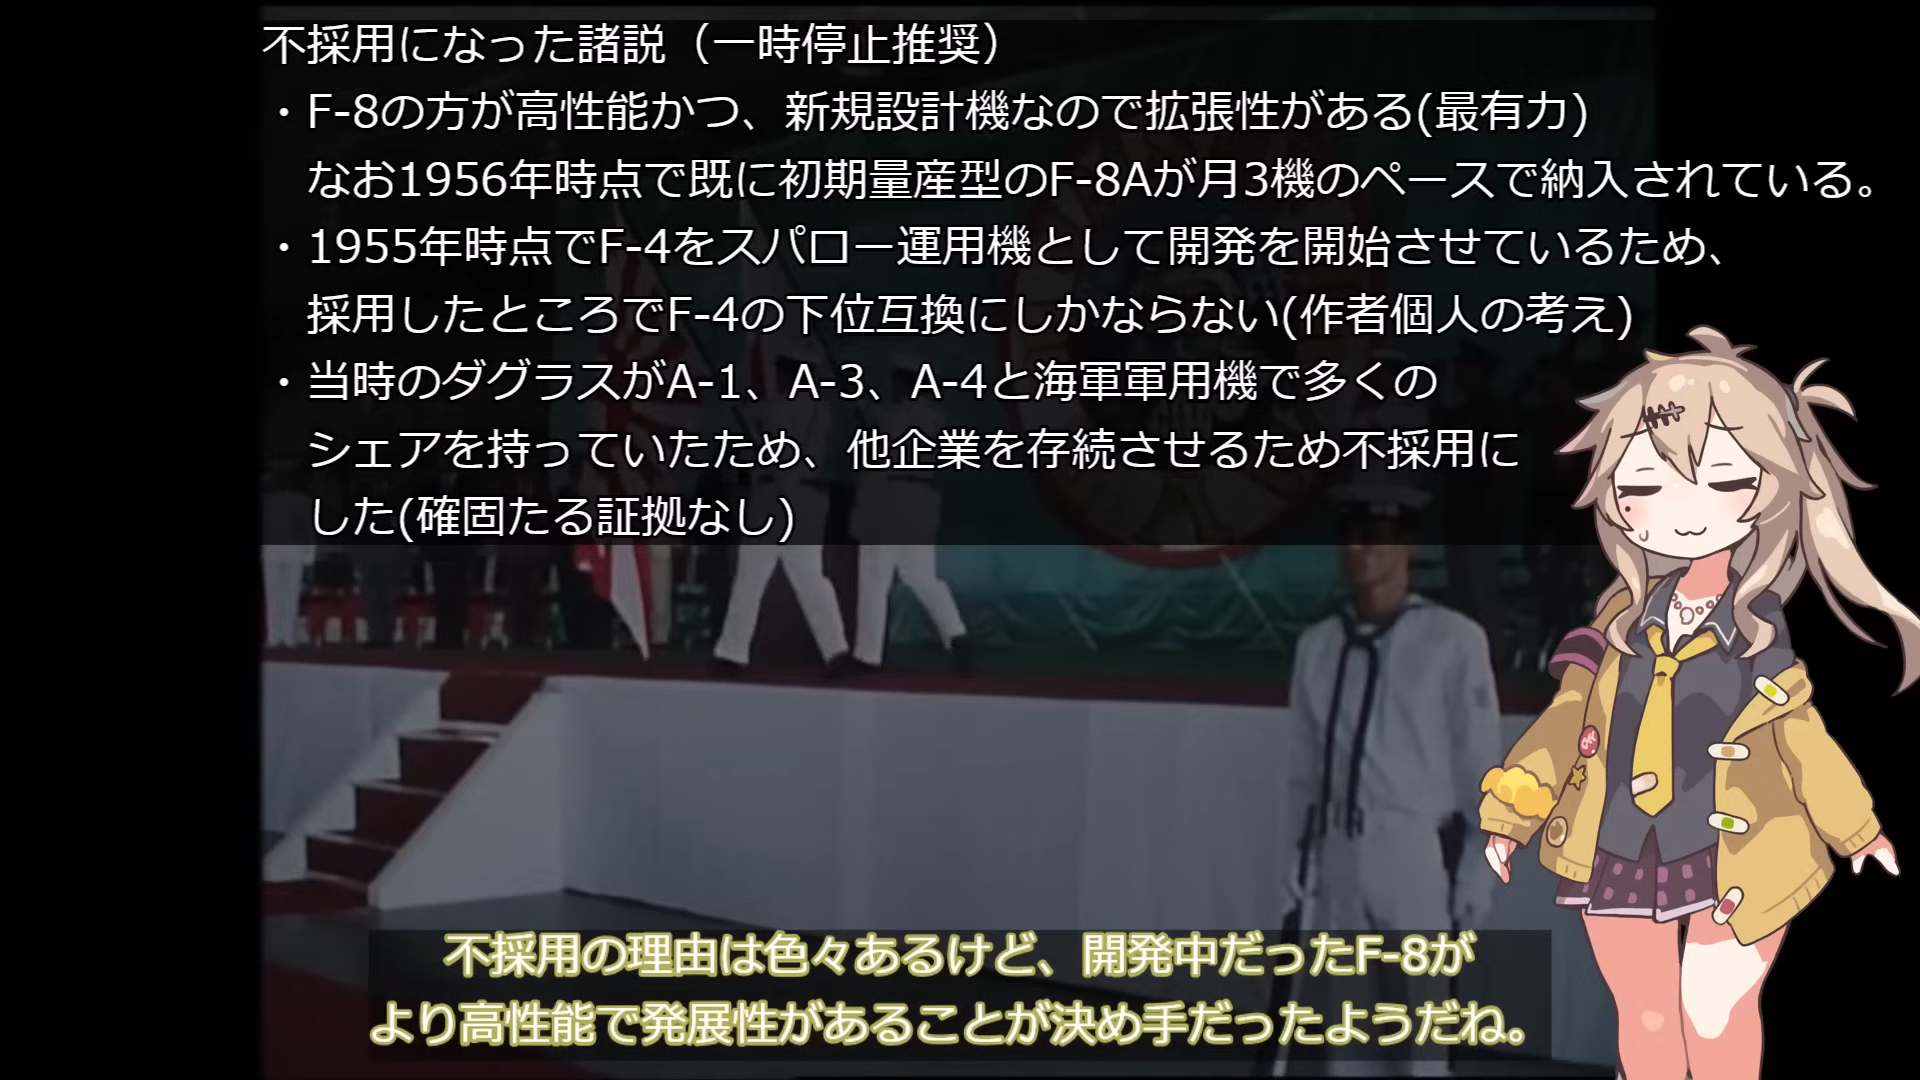 不採用になった諸説（一時停止推奨）
・F-8の方が高性能かつ、新規設計機なので拡張性がある(最有力)
なお1956年時点で既に初期量産型のF-8Aが月3機のペースで納入されている。
・1955年時点でF-4をスパロー運用機として開発を開始させているため、
採用したところでF-4の下位互換にしかならない(作者個人の考え)
・当時のダグラスがA-1、A-3、A-4と海軍軍用機で多くの
シェアを持っていたため、他企業を存続させるため不採用に
した(確固たる証拠なし)
不採用の理由は色々あるけど、開発中だったF-8が
より高性能で発展性があることが決め手だったようだね。